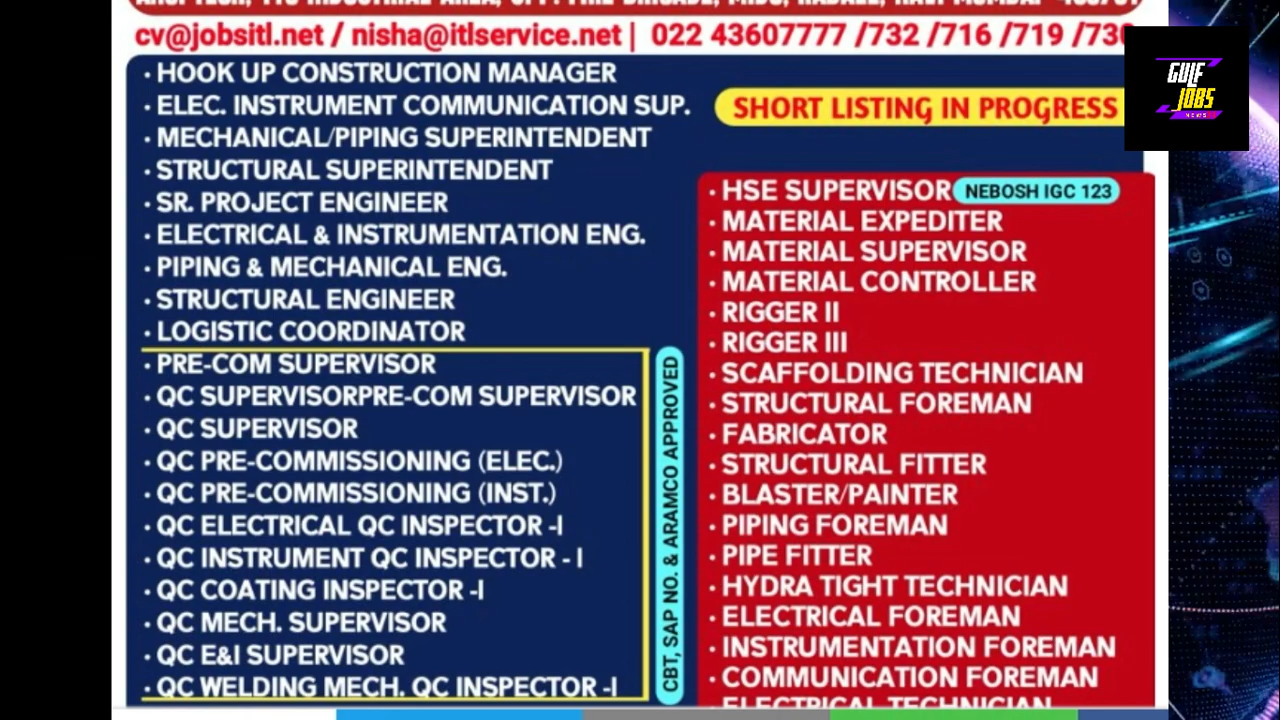 cv@jobsitl.net / nisha@itlservice.net | 022 43607777 /732 /716 /719 /730
GULF
JOBS
NEWS
· HOOK UP CONSTRUCTION MANAGER
· ELEC. INSTRUMENT COMMUNICATION SUP.
· MECHANICAL/PIPING SUPERINTENDENT
· STRUCTURAL SUPERINTENDENT
· SR. PROJECT ENGINEER
· ELECTRICAL & INSTRUMENTATION ENG.
· PIPING & MECHANICAL ENG.
· STRUCTURAL ENGINEER
· LOGISTIC COORDINATOR
· PRE-COM SUPERVISOR
· QC SUPERVISORPRE-COM SUPERVISOR
· QC SUPERVISOR
· QC PRE-COMMISSIONING (ELEC.)
· QC PRE-COMMISSIONING (INST.)
· QC ELECTRICAL QC INSPECTOR -I
· QC INSTRUMENT QC INSPECTOR - I
· QC COATING INSPECTOR -I
· QC MECH. SUPERVISOR
· QC E&I SUPERVISOR
· QC WELDING MECH. QC INSPECTOR -I
CBT, SAP NO. & ARAMCO APPROVED
SHORT LISTING IN PROGRESS
· HSE SUPERVISOR NEBOSH IGC 123
· MATERIAL EXPEDITER
· MATERIAL SUPERVISOR
· MATERIAL CONTROLLER
· RIGGER II
· RIGGER III
· SCAFFOLDING TECHNICIAN
· STRUCTURAL FOREMAN
· FABRICATOR
· STRUCTURAL FITTER
· BLASTER/PAINTER
· PIPING FOREMAN
· PIPE FITTER
· HYDRA TIGHT TECHNICIAN
· ELECTRICAL FOREMAN
· INSTRUMENTATION FOREMAN
· COMMUNICATION FOREMAN
· ELECTRICAL TECHNICIAN